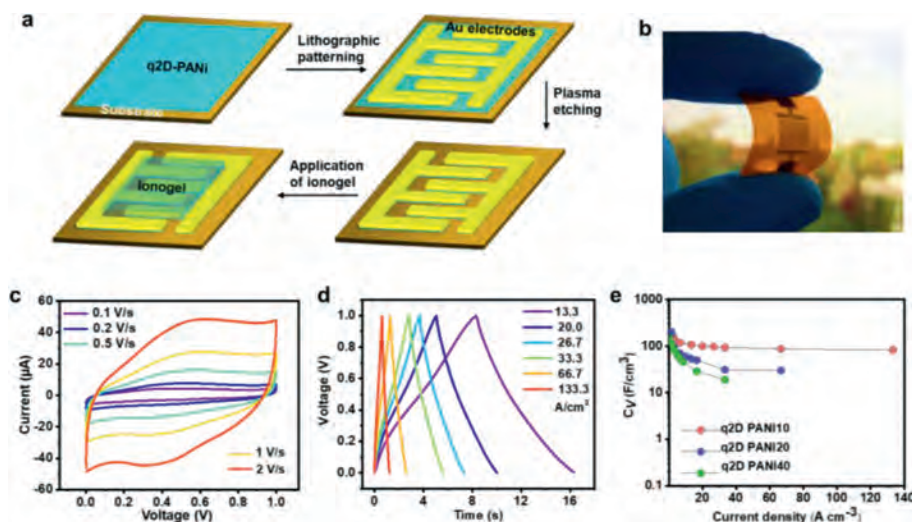 a
q2D-PANi
Lithographic
patterning
Au electrodes
b
Plasma
etching
Ionogel
Application
of ionogel
c
60
40
20
0
-20
-40
-60
Current (µA)
0.1 V/s
0.2 V/s
0.5 V/s
1 V/s
2 V/s
0.0 0.2 0.4 0.6 0.8 1.0
Voltage (V)
d
1.0
0.8
0.6
0.4
0.2
0.0
Voltage (V)
13.3
20.0
26.7
33.3
66.7
133.3
A/cm³
0 4 8 12 16
Time (s)
e
1000
100
10
1
0.1
Cv (F/cm³)
q2D PANI10
q2D PANI20
q2D PANI40
0 20 40 60 80 100 120 140
Current density (A cm⁻³)